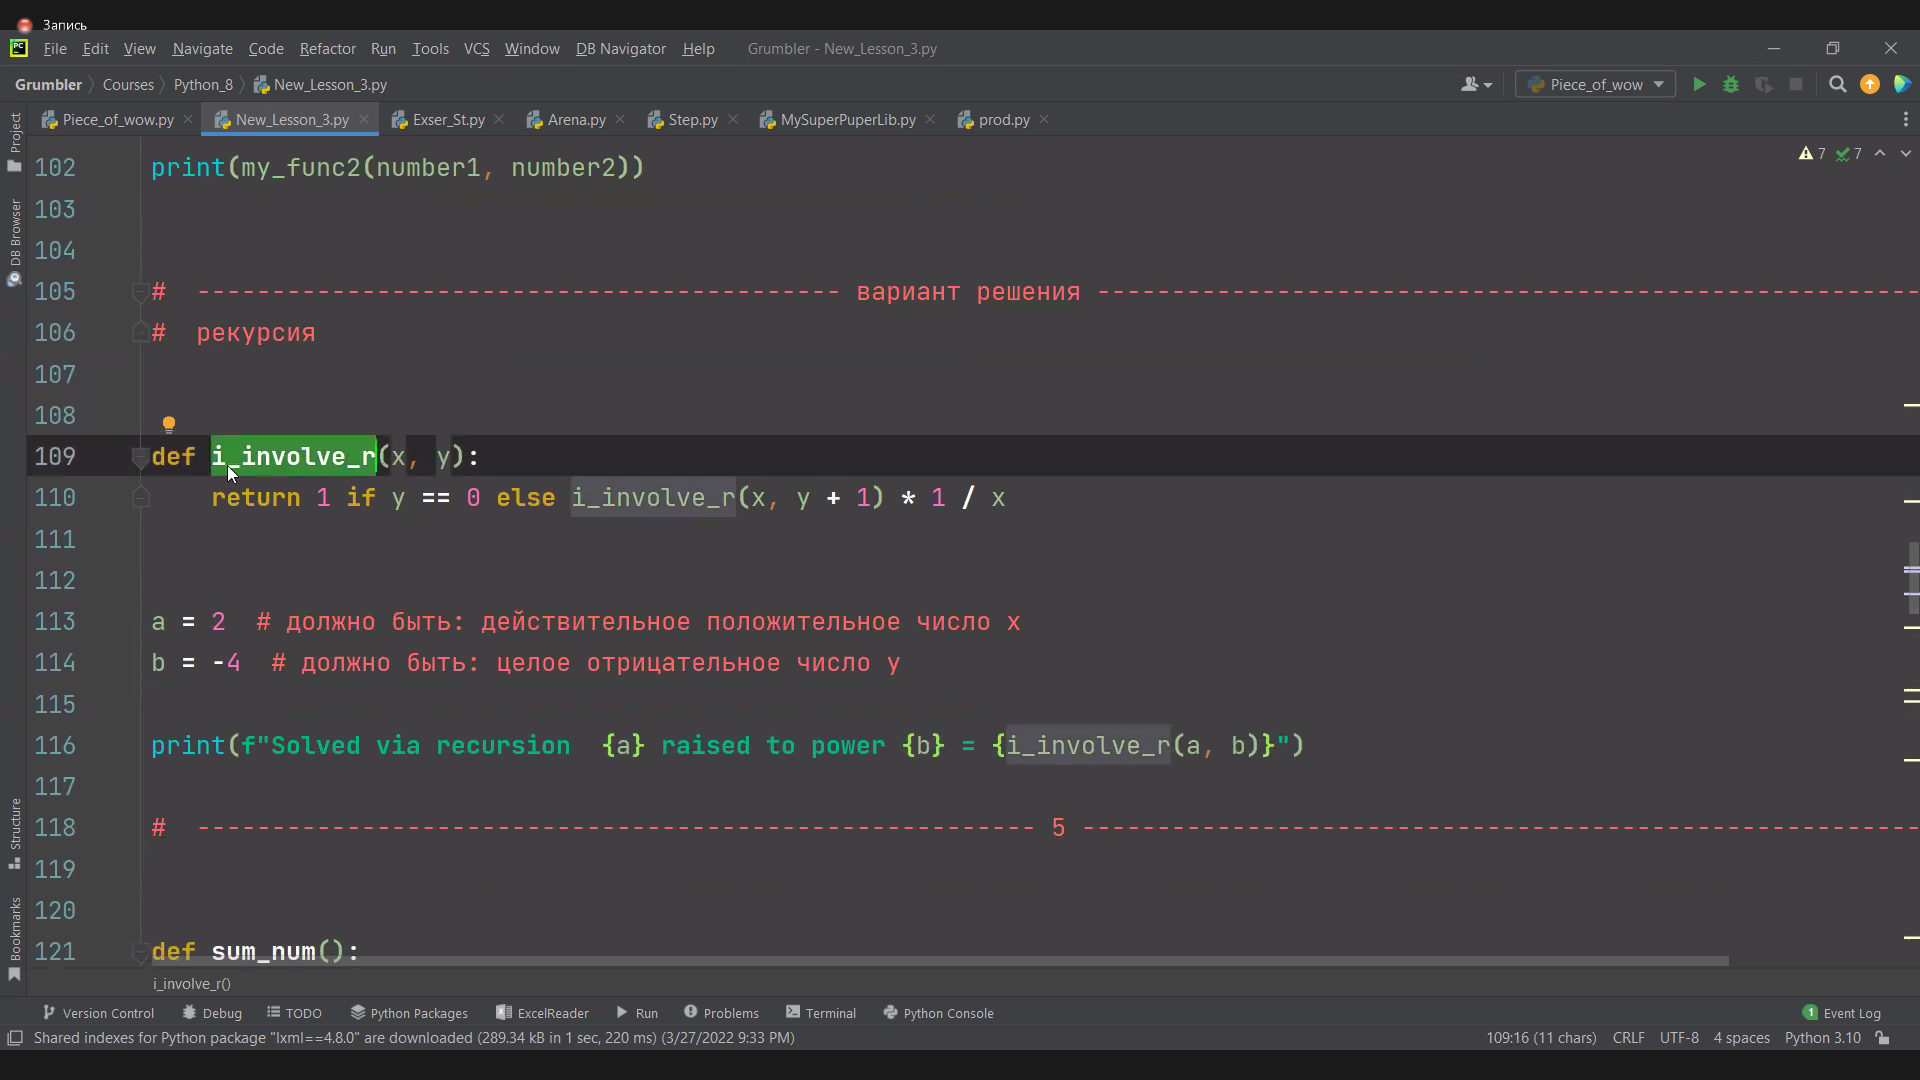 Запись
File Edit View Navigate Code Refactor Run Tools VCS Window DB Navigator Help Grumbler - New_Lesson_3.py
Grumbler Courses Python_8 New_Lesson_3.py Piece_of_wow
Piece_of_wow.py New_Lesson_3.py Exser_St.py Arena.py Step.py MySuperPuperLib.py prod.py
Project
DB Browser
Structure
Bookmarks
7 7
102 print(my_func2(number1, number2))
103
104
105 # ------------------------------------------- вариант решения -------------------------------------------------------
106 # рекурсия
107
108
109 def i_involve_r(x, y):
110 return 1 if y == 0 else i_involve_r(x, y + 1) * 1 / x
111
112
113 a = 2 # должно быть: действительное положительное число x
114 b = -4 # должно быть: целое отрицательное число y
115
116 print(f"Solved via recursion {a} raised to power {b} = {i_involve_r(a, b)}")
117
118 # -------------------------------------------------------- 5 --------------------------------------------------------
119
120
121 def sum_num():
i_involve_r()
Version Control Debug TODO Python Packages ExcelReader Run Problems Terminal Python Console 1 Event Log
Shared indexes for Python package "lxml==4.8.0" are downloaded (289.34 kB in 1 sec, 220 ms) (3/27/2022 9:33 PM) 109:16 (11 chars) CRLF UTF-8 4 spaces Python 3.10